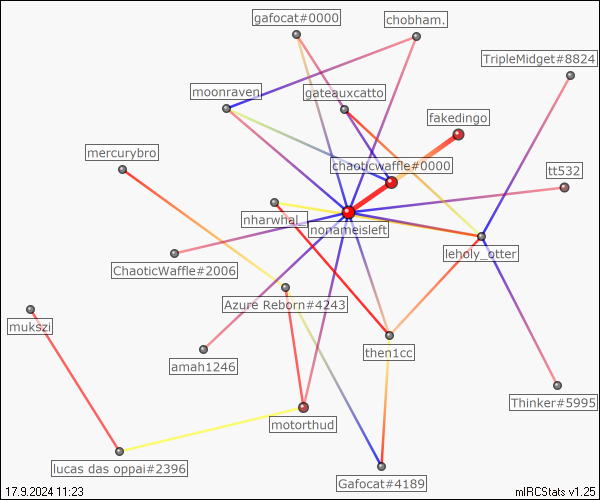 gafocat#0000
chobham.
TripleMidget#8824
moonraven
gateauxcatto
fakedingo
mercurybro
chaoticwaffle#0000
tt532
nharwhal_
nonameisleft
leholy_otter
ChaoticWaffle#2006
Azure Reborn#4243
mukszi
then1cc
amah1246
Thinker#5995
motorthud
lucas das oppai#2396
Gafocat#4189
17.9.2024 11:23
mIRCStats v1.25